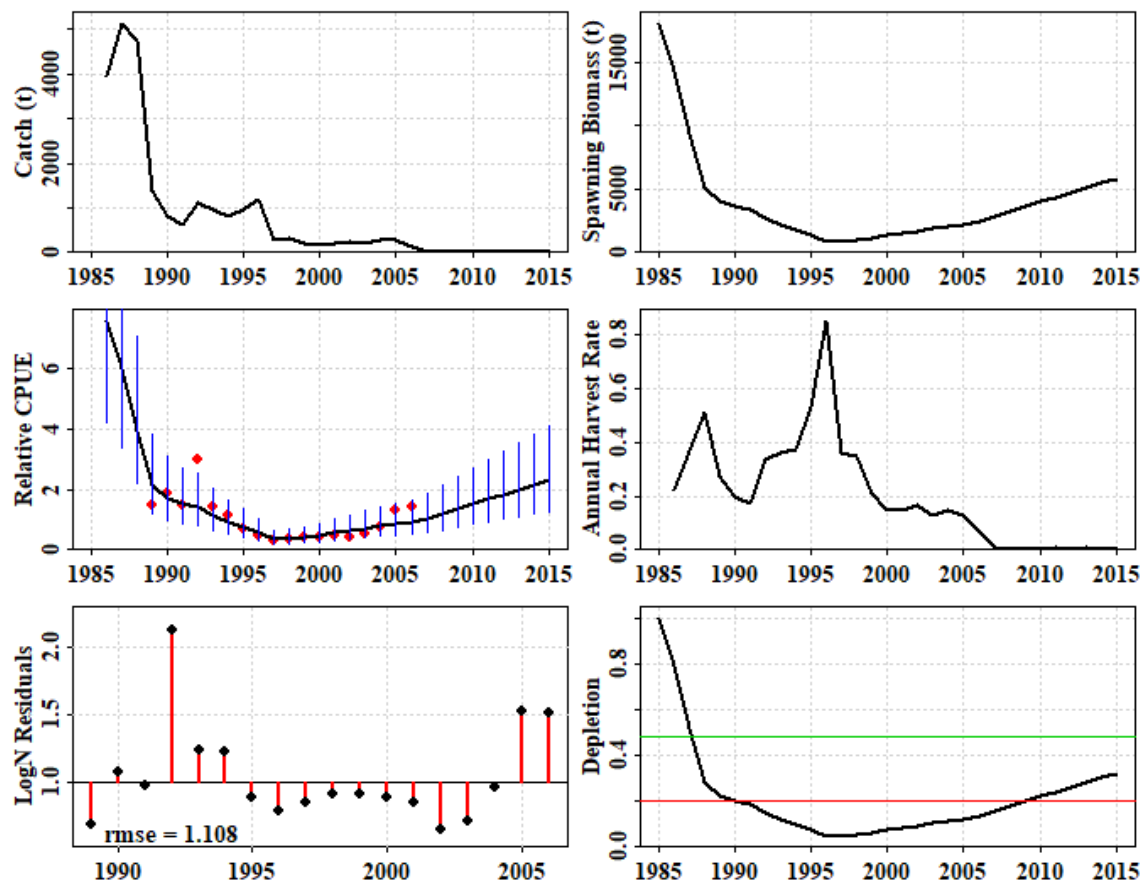 Catch (t)
0
2000
4000
1985 1990 1995 2000 2005 2010 2015
Spawning Biomass (t)
0
5000
15000
1985 1990 1995 2000 2005 2010 2015
Relative CPUE
0
2
4
6
1985 1990 1995 2000 2005 2010 2015
Annual Harvest Rate
0.0
0.2
0.4
0.6
0.8
1985 1990 1995 2000 2005 2010 2015
LogN Residuals
1.0
1.5
2.0
rmse = 1.108
1990 1995 2000 2005
Depletion
0.0
0.4
0.8
1985 1990 1995 2000 2005 2010 2015